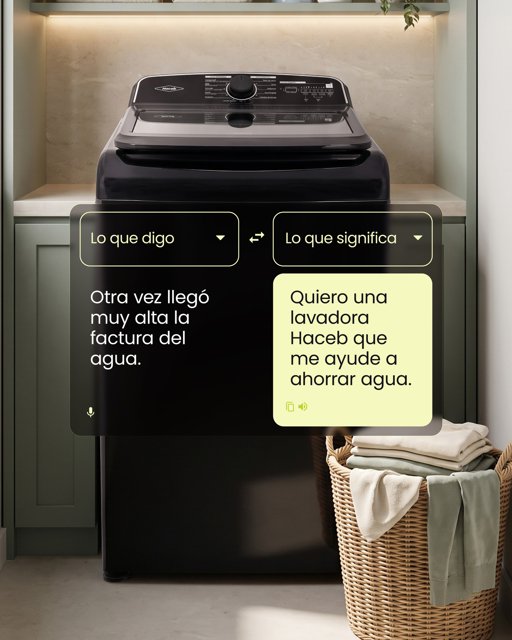 Haceb
Lo que digo
Lo que significa
Otra vez llegó
muy alta la
factura del
agua.
Quiero una
lavadora
Haceb que
me ayude a
ahorrar agua.